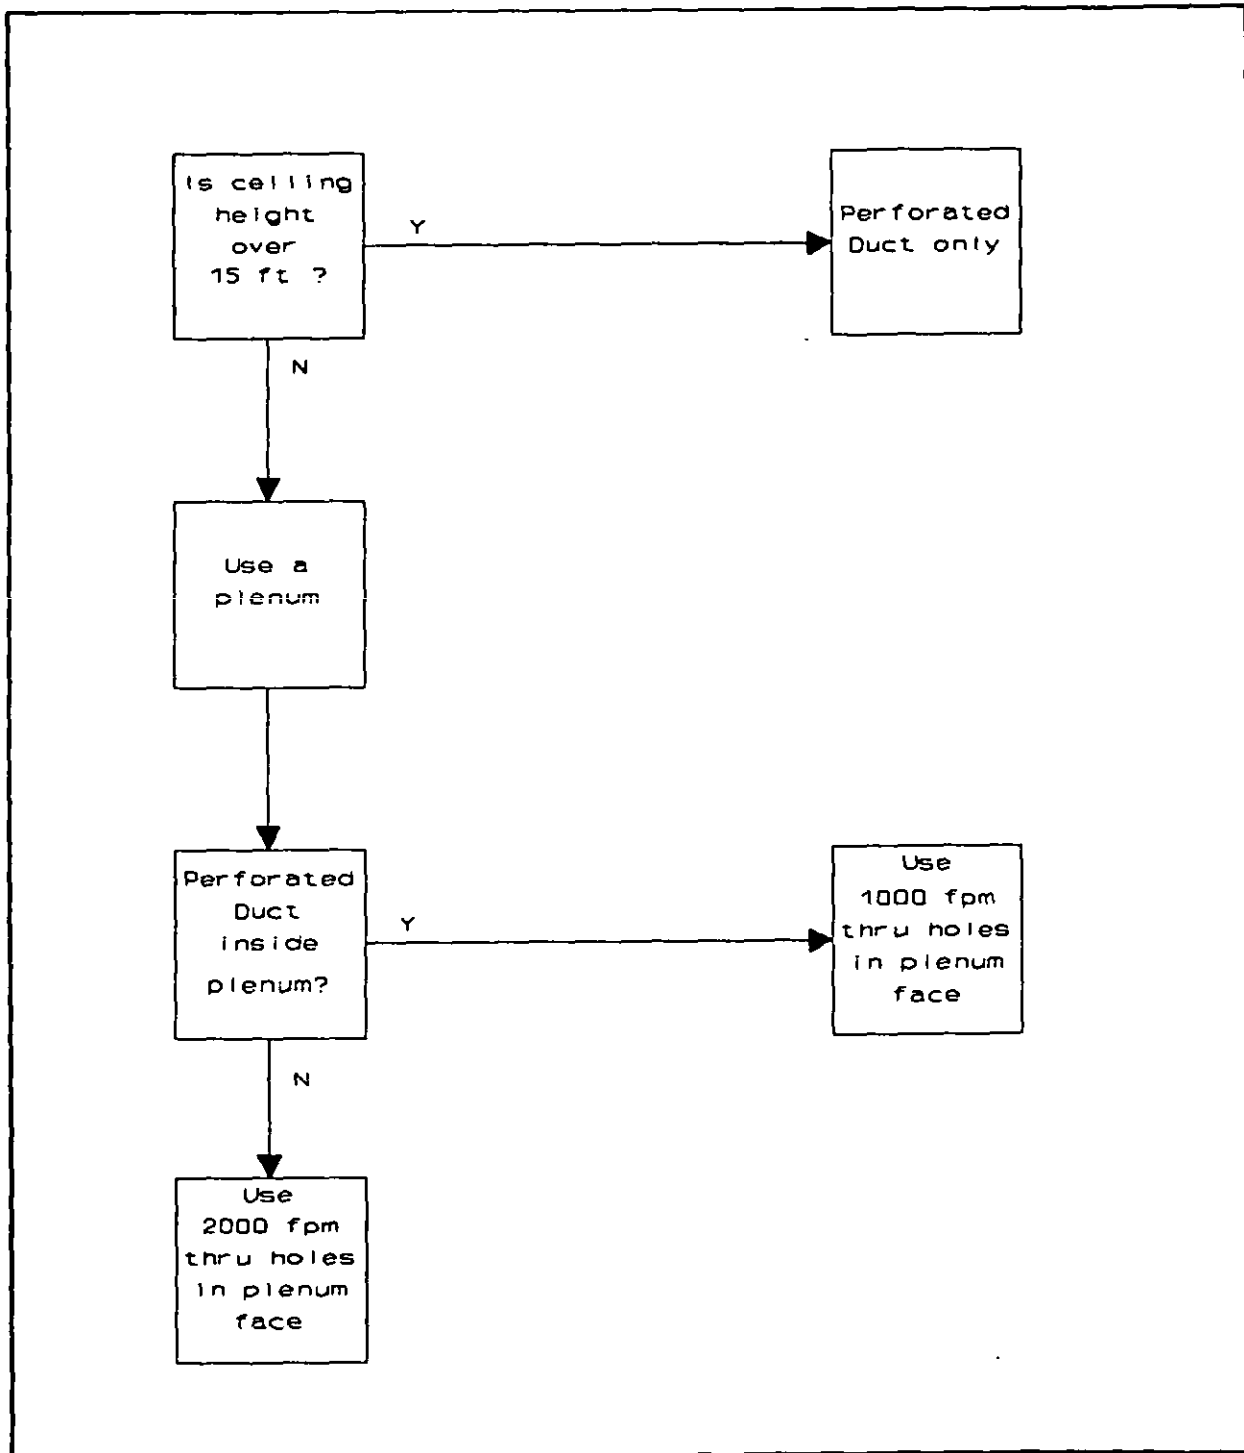 Is ceiling
height
over
15 ft ?
Y
Perforated
Duct only
N
Use a
plenum
Perforated
Duct
inside
plenum?
Y
Use
1000 fpm
thru holes
in plenum
face
N
Use
2000 fpm
thru holes
in plenum
face